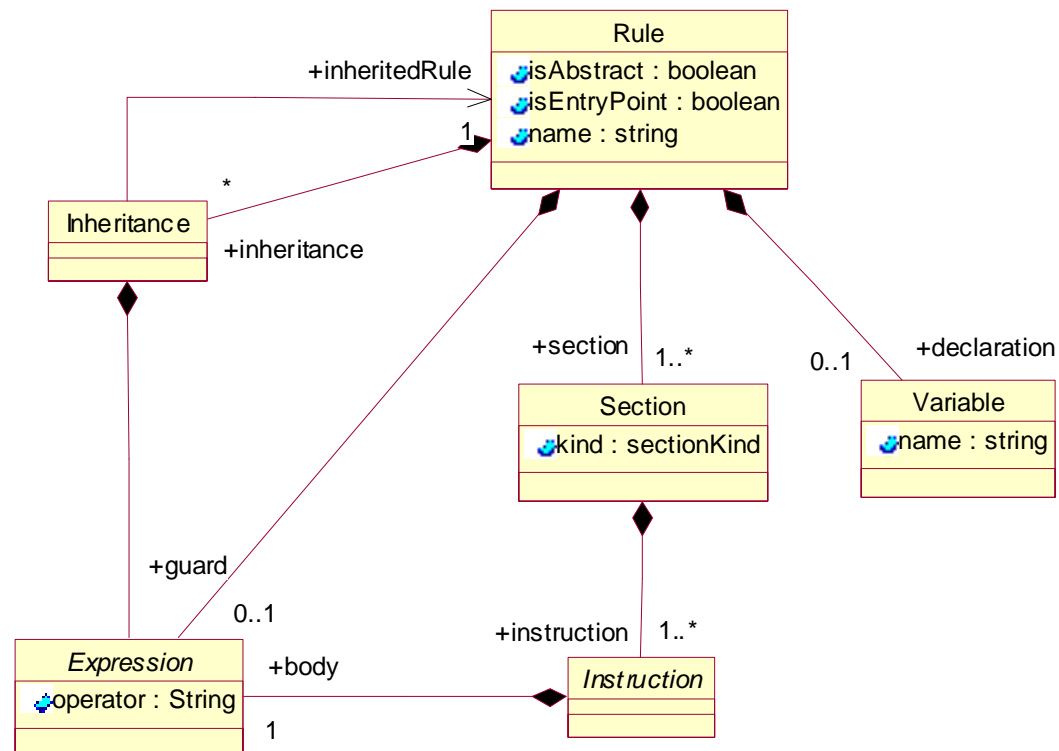 Rule
+inheritedRule
isAbstract : boolean
isEntryPoint : boolean
name : string
1
*
Inheritance
+inheritance
+section
1..*
0..1
+declaration
Section
kind : sectionKind
Variable
name : string
+guard
0..1
+instruction
1..*
Expression
operator : String
+body
1
Instruction